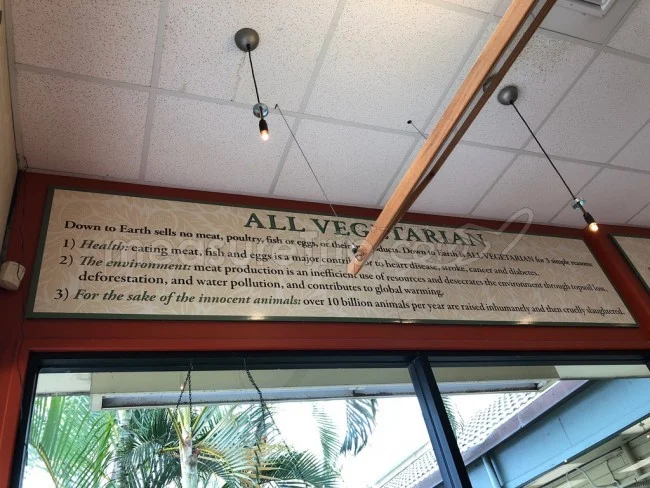 ALL VEGETARIAN
Down to Earth sells no meat, poultry, fish or eggs, or their products. Down to Earth is ALL VEGETARIAN for 3 simple reasons:
1) Health: eating meat, fish and eggs is a major contributor to heart disease, stroke, cancer and diabetes.
2) The environment: meat production is an inefficient use of resources and desecrates the environment through topsoil loss,
deforestation, and water pollution, and contributes to global warming.
3) For the sake of the innocent animals: over 10 billion animals per year are raised inhumanely and then cruelly slaughtered.